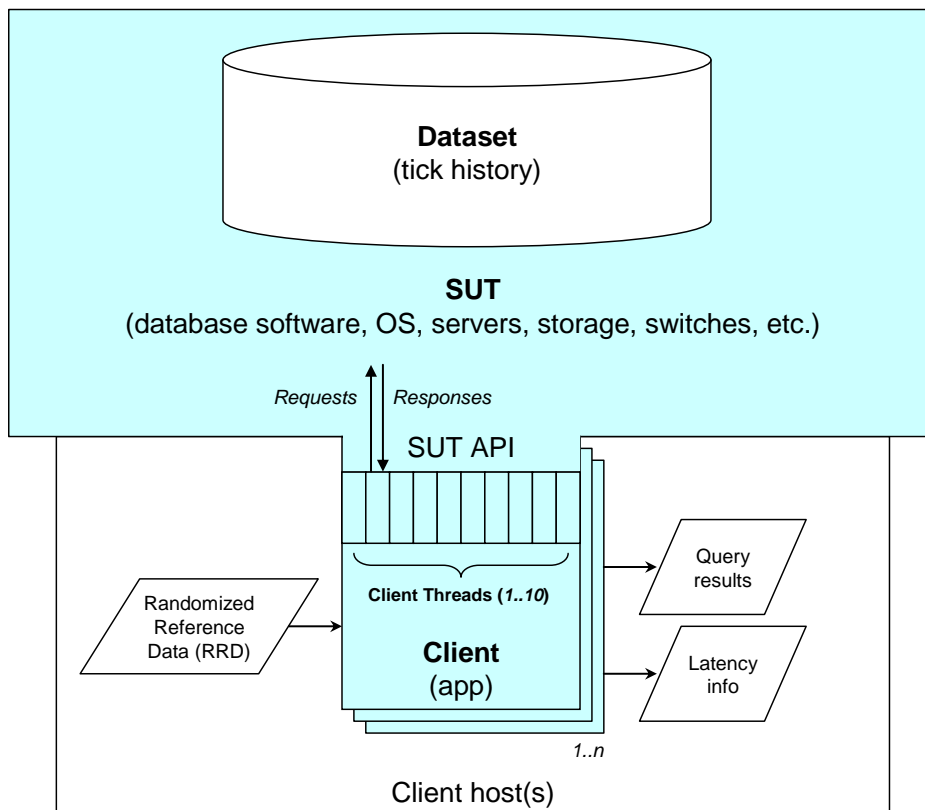 Dataset
(tick history)
SUT
(database software, OS, servers, storage, switches, etc.)
Requests
Responses
SUT API
Client Threads (1..10)
Randomized
Reference
Data (RRD)
Client
(app)
Query
results
Latency
info
1..n
Client host(s)